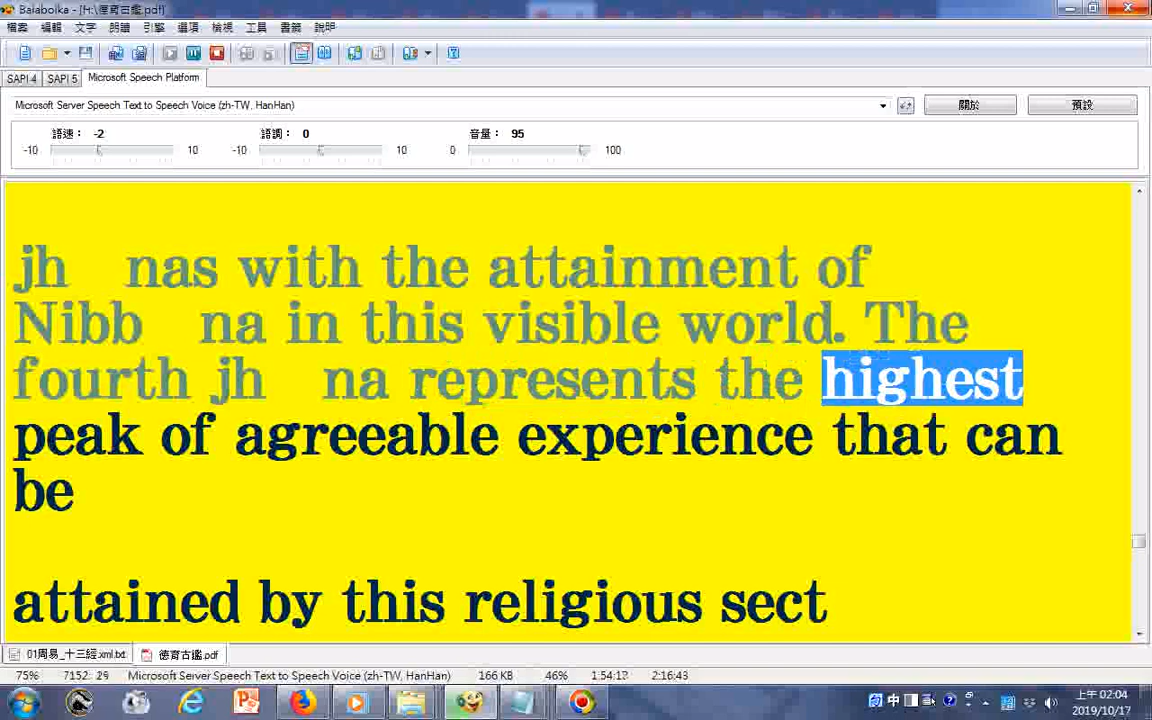 Balabolka - [H:\德育古鑑.pdf]
檔案 編輯 文字 朗讀 引擎 選項 檢視 工具 書籤 說明
SAPI 4 SAPI 5 Microsoft Speech Platform
Microsoft Server Speech Text to Speech Voice (zh-TW, HanHan) 關於 預設
語速： -2 語調： 0 音量： 95
-10 10 -10 10 0 100
jh nas with the attainment of
Nibb na in this visible world. The
fourth jh na represents the highest
peak of agreeable experience that can
be
attained by this religious sect
01周易_十三經.xml.txt 德育古鑑.pdf
75% 7152: 29 Microsoft Server Speech Text to Speech Voice (zh-TW, HanHan) 166 KB 46% 2:16:43
中 上午 02:04
2019/10/17